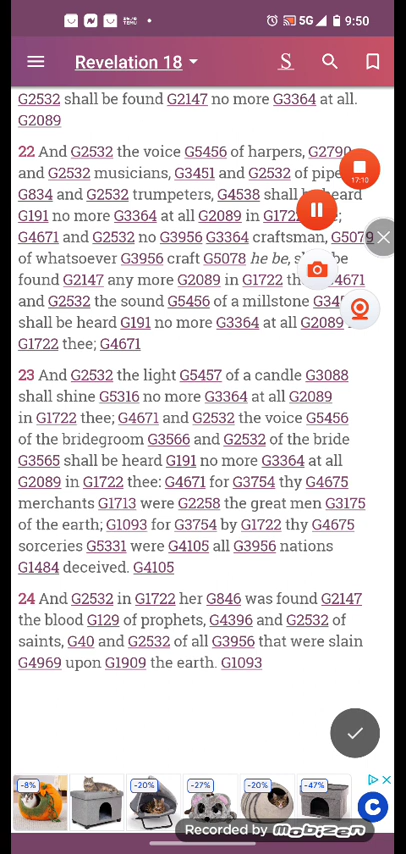 5G 9:50
Revelation 18 S
G2532 shall be found G2147 no more G3364 at all.
G2089
22 And G2532 the voice G5456 of harpers, G2790
and G2532 musicians, G3451 and G2532 of
G834 and G2532 trumpeters, G4538 heard
G191 no more G3364 at all G2089 in
G4671 and G2532 no G3956 G3364 craftsman, G5079
of whatsoever G3956 craft G5078 he be,
found G2147 any more G2089 in G1722
and G2532 the sound G5456 of a millstone
shall be heard G191 no more G3364 at all G2089
G1722 thee; G4671
23 And G2532 the light G5457 of a candle G3088
shall shine G5316 no more G3364 at all G2089
in G1722 thee; G4671 and G2532 the voice G5456
of the bridegroom G3566 and G2532 of the bride
G3565 shall be heard G191 no more G3364 at all
G2089 in G1722 thee: G4671 for G3754 thy G4675
merchants G1713 were G2258 the great men G3175
of the earth; G1093 for G3754 by G1722 thy G4675
sorceries G5331 were G4105 all G3956 nations
G1484 deceived. G4105
24 And G2532 in G1722 her G846 was found G2147
the blood G129 of prophets, G4396 and G2532 of
saints, G40 and G2532 of all G3956 that were slain
G4969 upon G1909 the earth. G1093
17:10
-8% -20% -27% -20% -47%
Recorded by mobizen